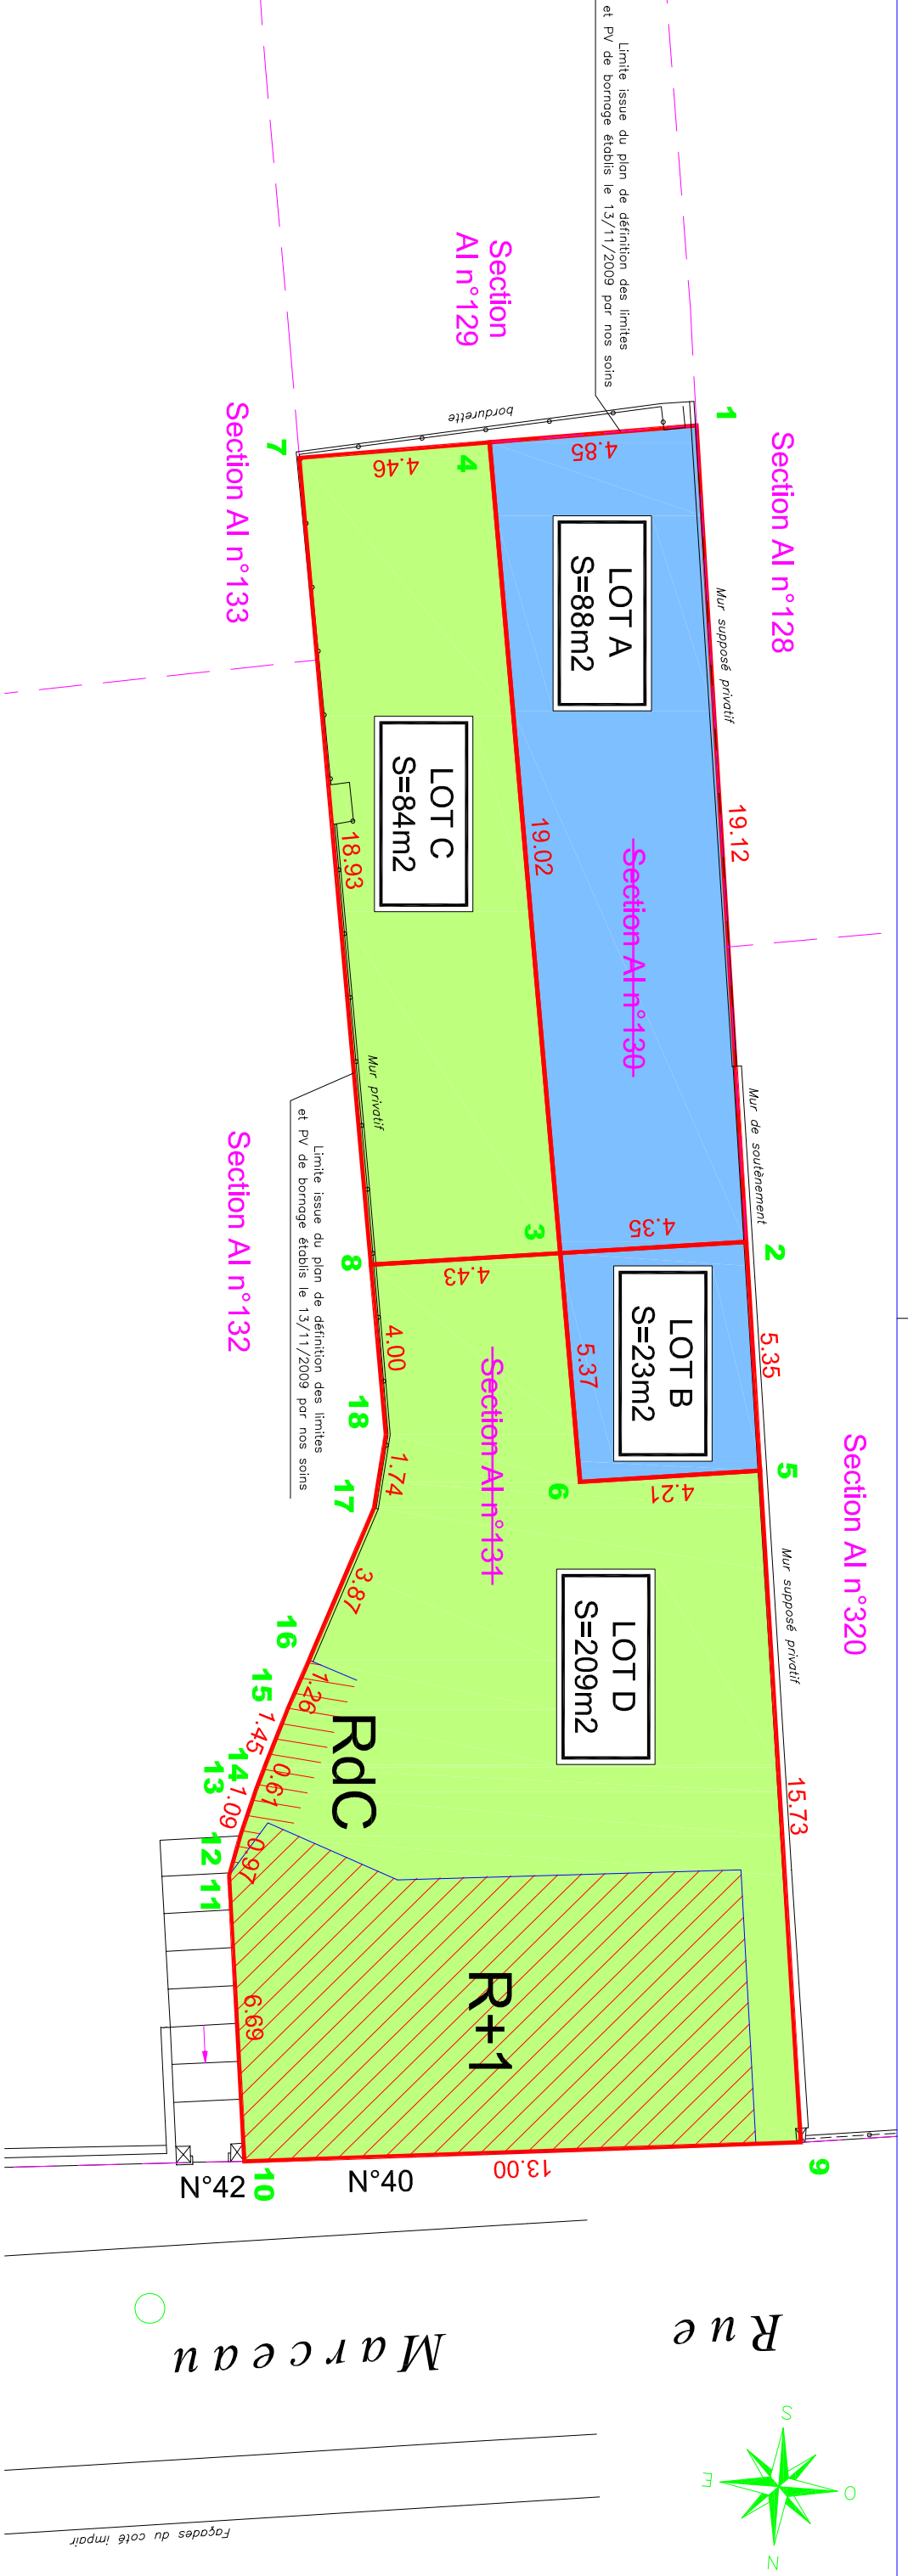 Limite issue du plan de définition des limites
et PV de bornage établis le 13/11/2009 par nos soins
Section
AI n°129
1
Section AI n°128
bordurette
4.85
4
4.46
7
Section AI n°133
LOT A
S=88m2
Mur supposé privatif
19.12
LOT C
S=84m2
19.02
18.93
Section AI n°130
Mur privatif
Mur de soutènement
Limite issue du plan de définition des limites
et PV de bornage établis le 13/11/2009 par nos soins
Section AI n°132
2
4.35
3
8
4.43
LOT B
S=23m2
5.35
5.37
4.00
18
Section AI n°131
1.74
17
5
4.21
6
Section AI n°320
Mur supposé privatif
LOT D
S=209m2
3.87
16
1.26
15
1.45
RdC
14
0.61
13
1.09
15.73
12
0.97
11
R+1
6.69
13.00
9
10
N°40
N°42
Rue
Marceau
S
E
O
N
Façades du coté impair